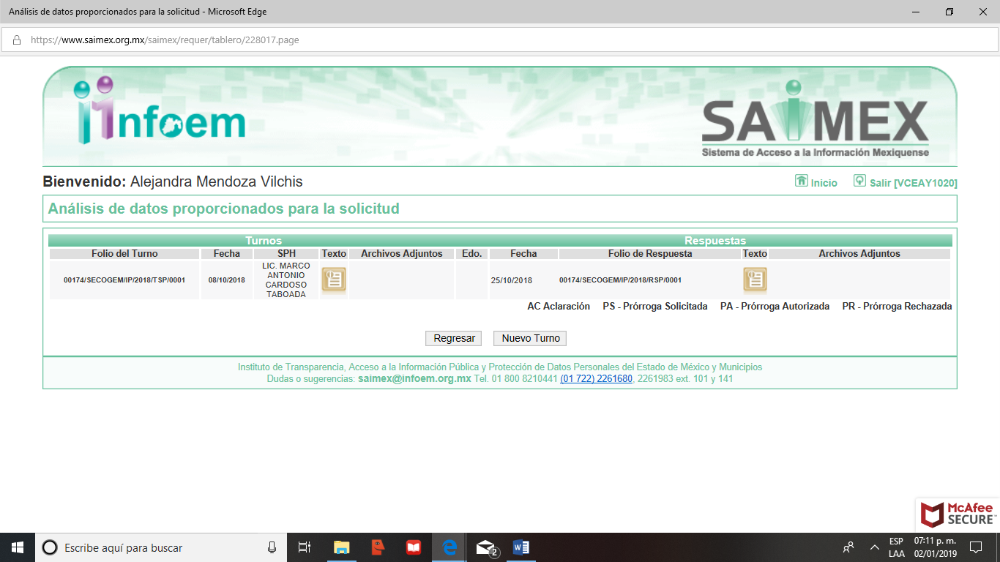 Análisis de datos proporcionados para la solicitud - Microsoft Edge
https://www.saimex.org.mx/saimex/requer/tablero/228017.page
infoem
SAIMEX
Sistema de Acceso a la Información Mexiquense
Bienvenido: Alejandra Mendoza Vilchis
Inicio Salir [VCEAY1020]
Análisis de datos proporcionados para la solicitud
Turnos Respuestas
Folio del Turno Fecha SPH Texto Archivos Adjuntos Edo. Fecha Folio de Respuesta Texto Archivos Adjuntos
00174/SECOGEM/IP/2018/TSP/0001 08/10/2018 LIC. MARCO
ANTONIO
CARDOSO
TABOADA
25/10/2018 00174/SECOGEM/IP/2018/RSP/0001
AC Aclaración PS - Prórroga Solicitada PA - Prórroga Autorizada PR - Prórroga Rechazada
Regresar Nuevo Turno
Instituto de Transparencia, Acceso a la Información Pública y Protección de Datos Personales del Estado de México y Municipios
Dudas o sugerencias: saimex@infoem.org.mx Tel. 01 800 8210441 (01 722) 2261680, 2261983 ext. 101 y 141
McAfee
SECURE
Escribe aquí para buscar
2
ESP
LAA
07:11 p. m.
02/01/2019